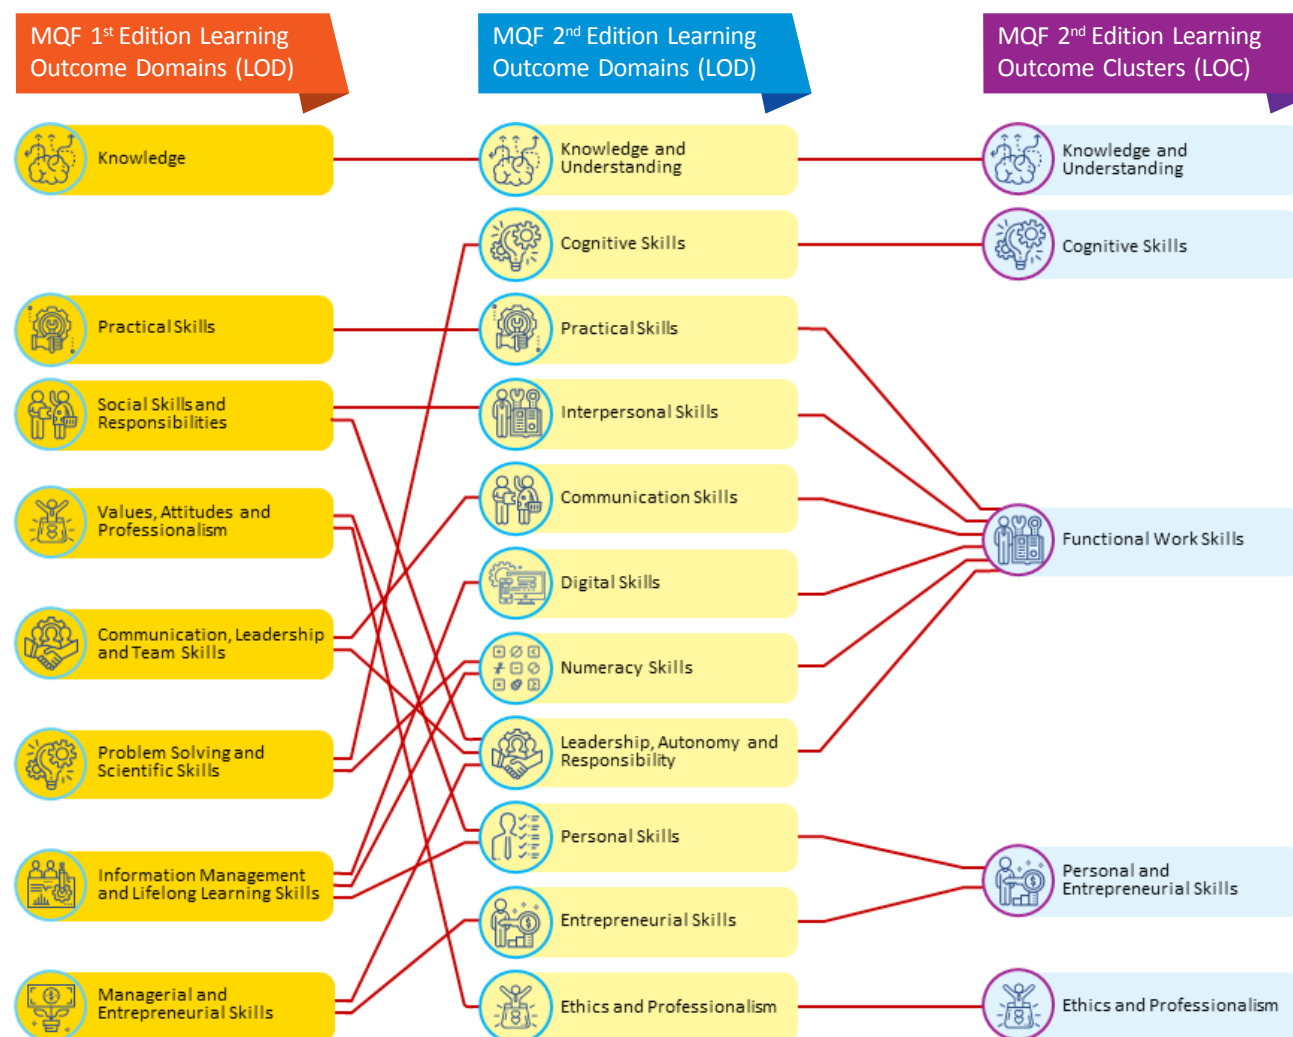 MQF 1st Edition Learning
Outcome Domains (LOD)
MQF 2nd Edition Learning
Outcome Domains (LOD)
MQF 2nd Edition Learning
Outcome Clusters (LOC)
Knowledge
Practical Skills
Social Skills and
Responsibilities
Values, Attitudes and
Professionalism
Communication, Leadership
and Team Skills
Problem Solving and
Scientific Skills
Information Management
and Lifelong Learning Skills
Managerial and
Entrepreneurial Skills
Knowledge and
Understanding
Cognitive Skills
Practical Skills
Interpersonal Skills
Communication Skills
Digital Skills
Numeracy Skills
Leadership, Autonomy and
Responsibility
Personal Skills
Entrepreneurial Skills
Ethics and Professionalism
Knowledge and
Understanding
Cognitive Skills
Functional Work Skills
Personal and
Entrepreneurial Skills
Ethics and Professionalism